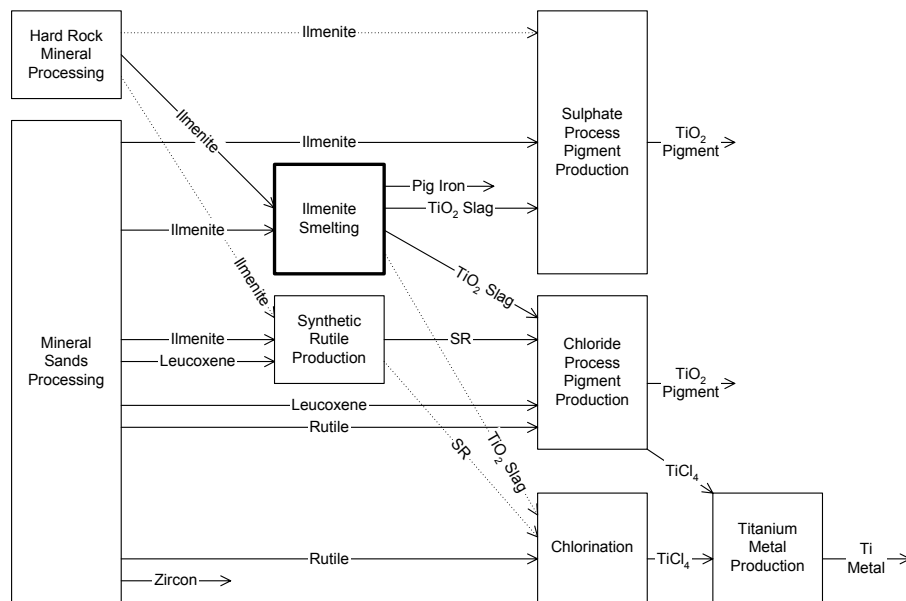 Hard Rock
Mineral
Processing
Ilmenite
Ilmenite
Ilmenite
Sulphate
Process
Pigment
Production
TiO2
Pigment
Mineral
Sands
Processing
Ilmenite
Ilmenite
Ilmenite
Smelting
Pig Iron
TiO2 Slag
TiO2 Slag
TiO2 Slag
Ilmenite
Leucoxene
Synthetic
Rutile
Production
SR
SR
Chloride
Process
Pigment
Production
TiO2
Pigment
Leucoxene
Rutile
TiCl4
Rutile
Zircon
Chlorination
TiCl4
Titanium
Metal
Production
Ti
Metal